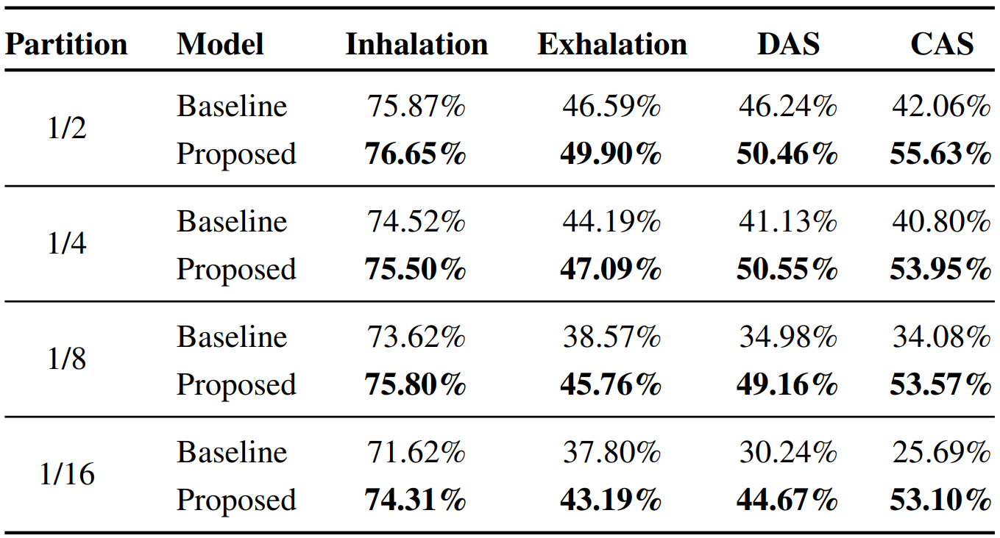 Partition Model Inhalation Exhalation DAS CAS
1/2 Baseline 75.87% 46.59% 46.24% 42.06%
Proposed 76.65% 49.90% 50.46% 55.63%
1/4 Baseline 74.52% 44.19% 41.13% 40.80%
Proposed 75.50% 47.09% 50.55% 53.95%
1/8 Baseline 73.62% 38.57% 34.98% 34.08%
Proposed 75.80% 45.76% 49.16% 53.57%
1/16 Baseline 71.62% 37.80% 30.24% 25.69%
Proposed 74.31% 43.19% 44.67% 53.10%